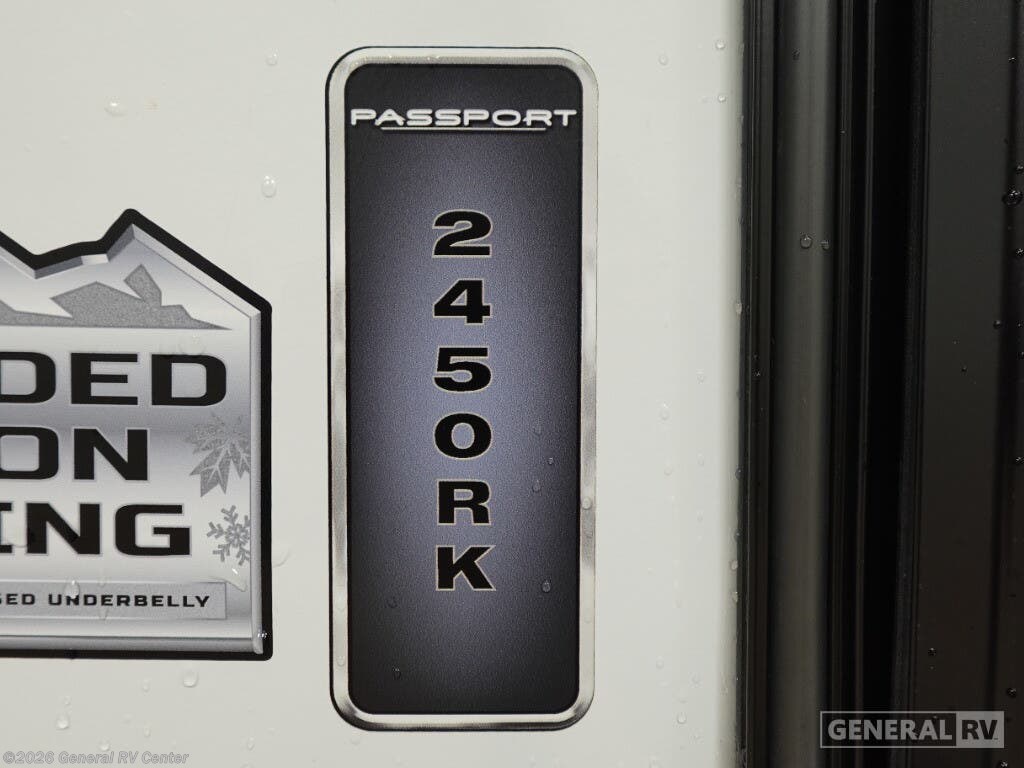 PASSPORT
2
4
5
0
R
K
DED
ON
ING
SED UNDERBELLY
GENERAL RV
©2026 General RV Center